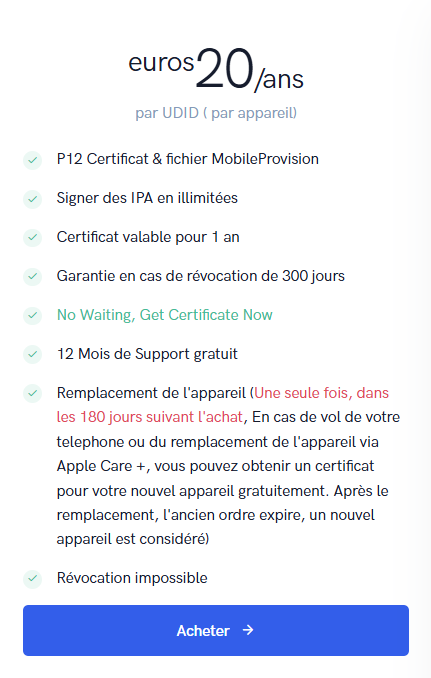 euros20/ans
par UDID ( par appareil)
P12 Certificat & fichier MobileProvision
Signer des IPA en illimitées
Certificat valable pour 1 an
Garantie en cas de révocation de 300 jours
No Waiting, Get Certificate Now
12 Mois de Support gratuit
Remplacement de l'appareil (Une seule fois, dans
les 180 jours suivant l'achat, En cas de vol de votre
telephone ou du remplacement de l'appareil via
Apple Care +, vous pouvez obtenir un certificat
pour votre nouvel appareil gratuitement. Après le
remplacement, l'ancien ordre expire, un nouvel
appareil est considéré)
Révocation impossible
Acheter →